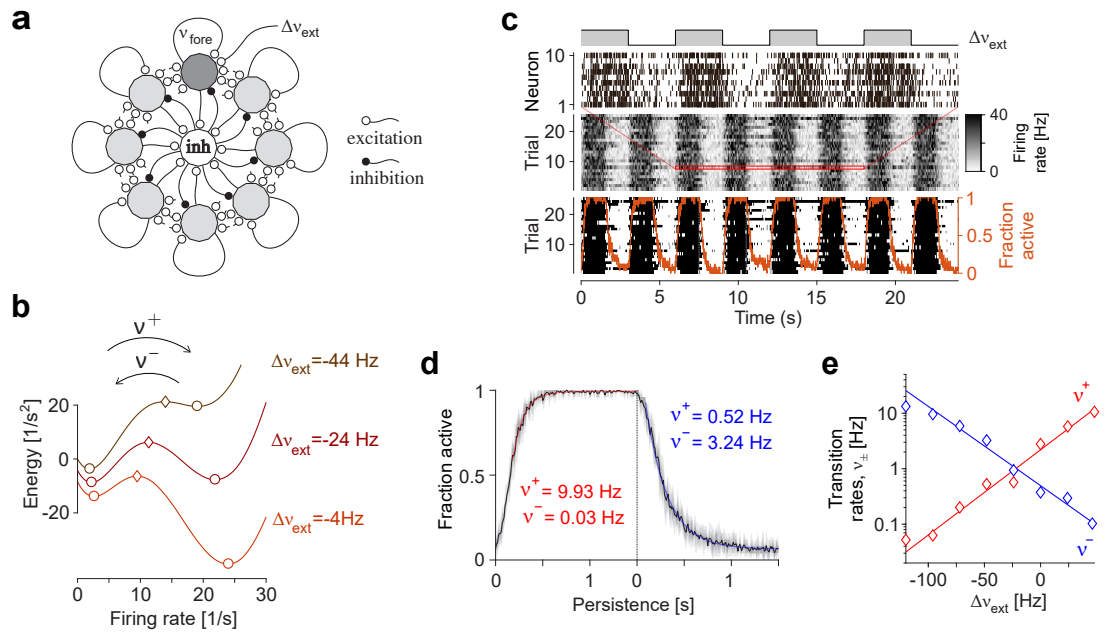 a
ν_fore
Δν_ext
inh
excitation
inhibition
b
ν⁺
ν⁻
Δν_ext=-44 Hz
Δν_ext=-24 Hz
Δν_ext=-4Hz
Energy [1/s²]
20
0
-20
0 10 20 30
Firing rate [1/s]
c
Δν_ext
Neuron
10
1
Trial
20
10
40
0
Firing
rate [Hz]
Trial
20
10
1
0.5
0
Fraction
active
0 5 10 15 20
Time (s)
d
Fraction active
1
0.5
0
ν⁺ = 0.52 Hz
ν⁻ = 3.24 Hz
ν⁺ = 9.93 Hz
ν⁻ = 0.03 Hz
0 1 0 1
Persistence [s]
e
Transition
rates, ν_± [Hz]
10
1
0.1
ν⁺
ν⁻
-100 -50 0
Δν_ext [Hz]